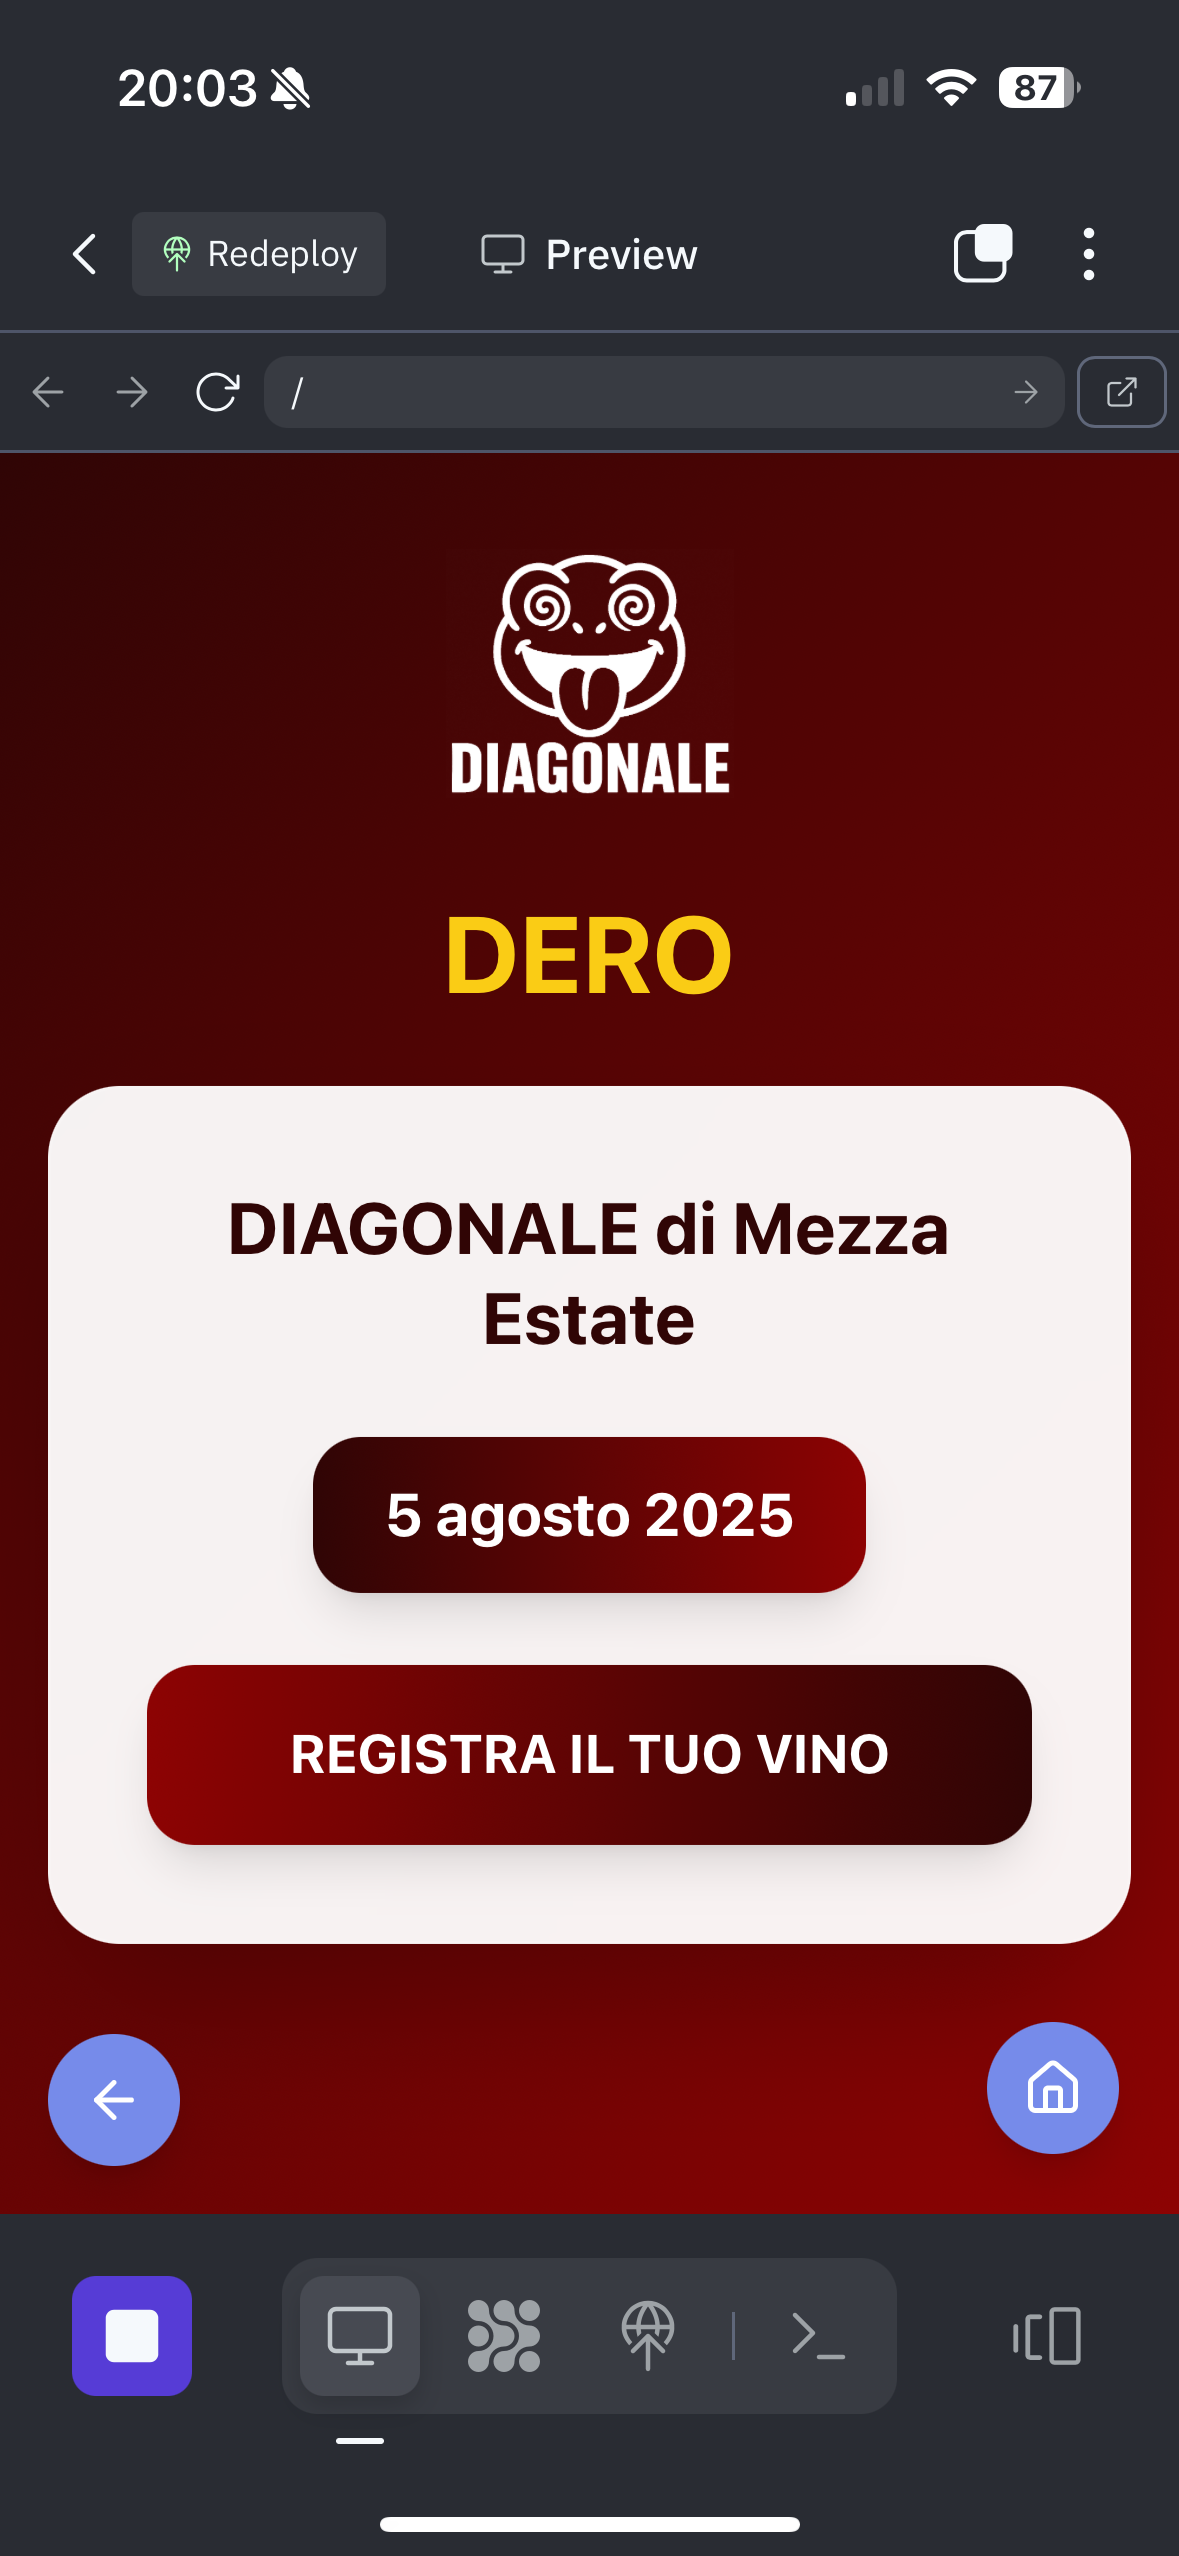 20:03
87
Redeploy
Preview
/
DIAGONALE
DERO
DIAGONALE di Mezza
Estate
5 agosto 2025
REGISTRA IL TUO VINO